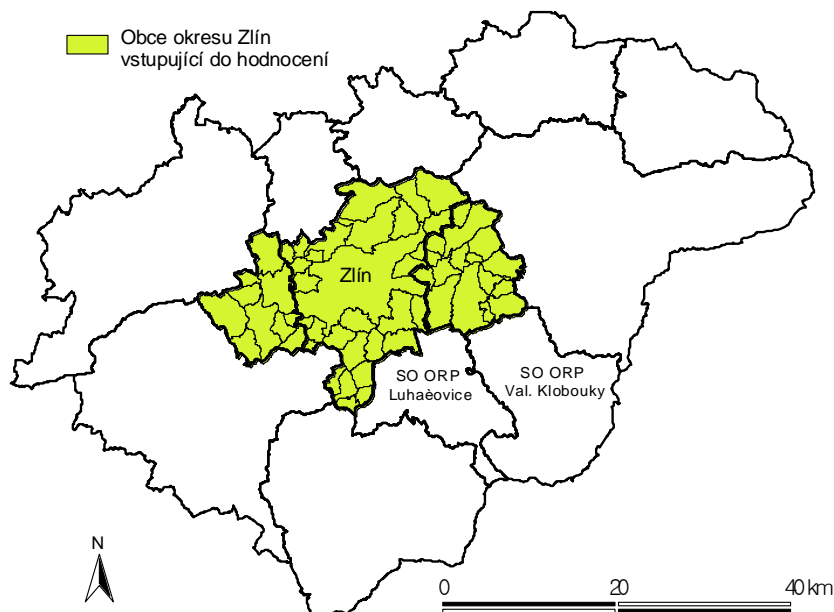 Obce okresu Zlín
vstupující do hodnocení
Zlín
SO ORP
Luhaèovice
SO ORP
Val. Klobouky
N
0 20 40 km